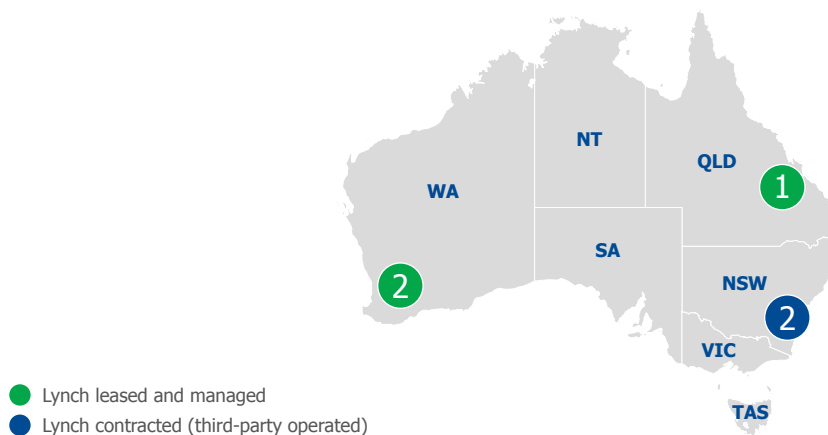 NT
QLD
1
WA
SA
2
NSW
2
VIC
Lynch leased and managed
TAS
Lynch contracted (third-party operated)